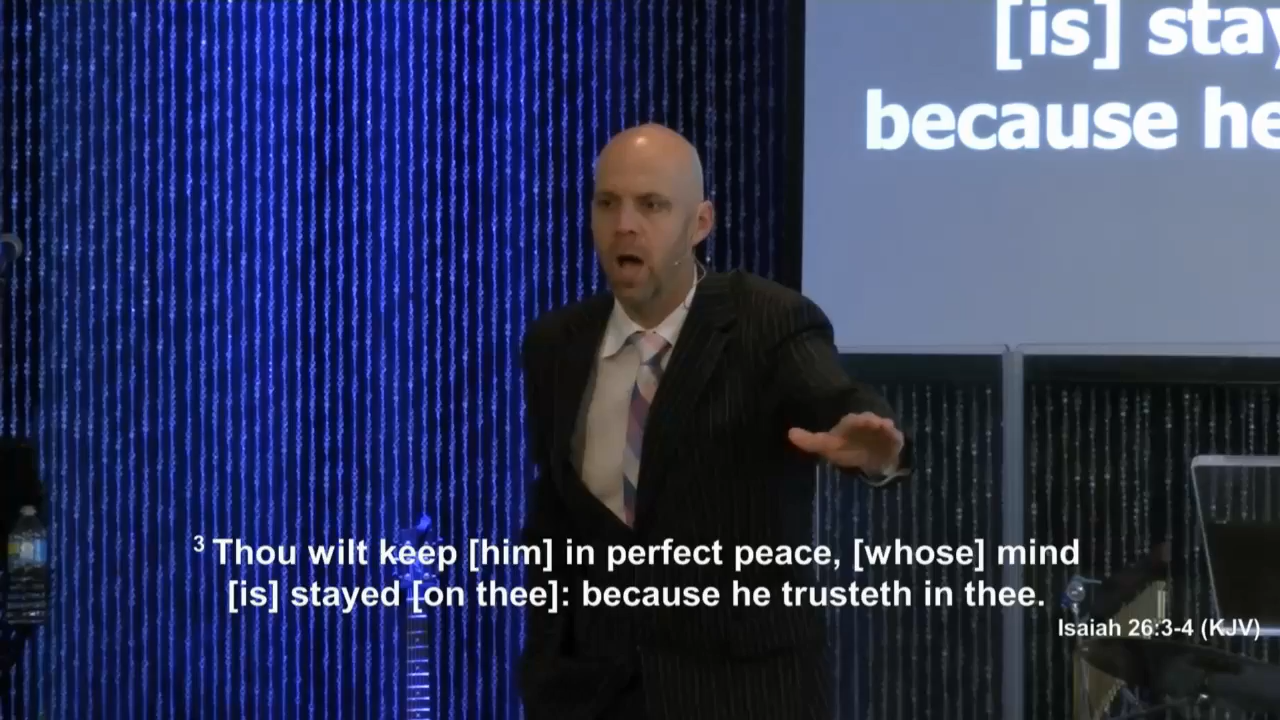 [is] stay
because he
3 Thou wilt keep [him] in perfect peace, [whose] mind
[is] stayed [on thee]: because he trusteth in thee.
Isaiah 26:3-4 (KJV)